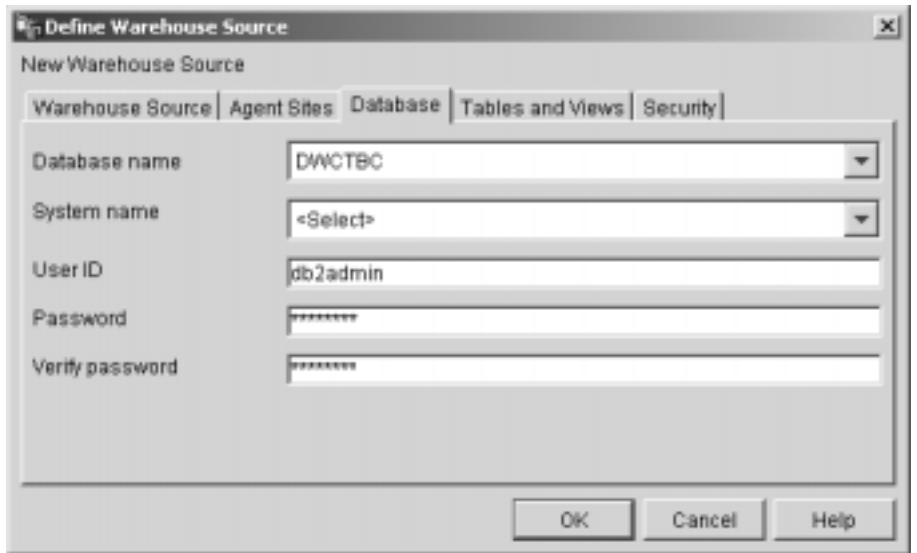 Define Warehouse Source
New Warehouse Source
Warehouse Source Agent Sites Database Tables and Views Security
Database name DWCTBC
System name <Select>
User ID db2admin
Password ********
Verify password ********
OK Cancel Help